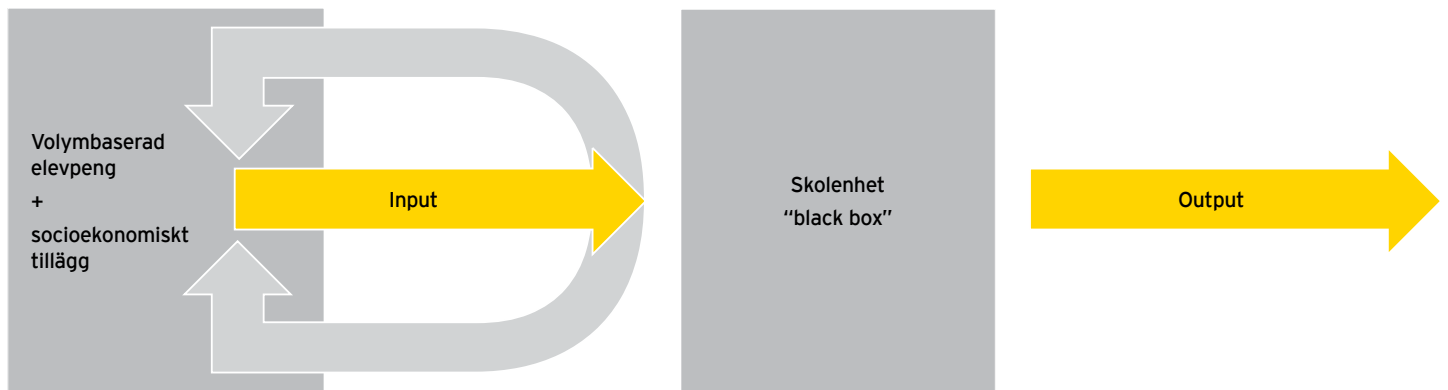 Volymbaserad
elevpeng
+
socioekonomiskt
tillägg
Input
Skolenhet
“black box”
Output